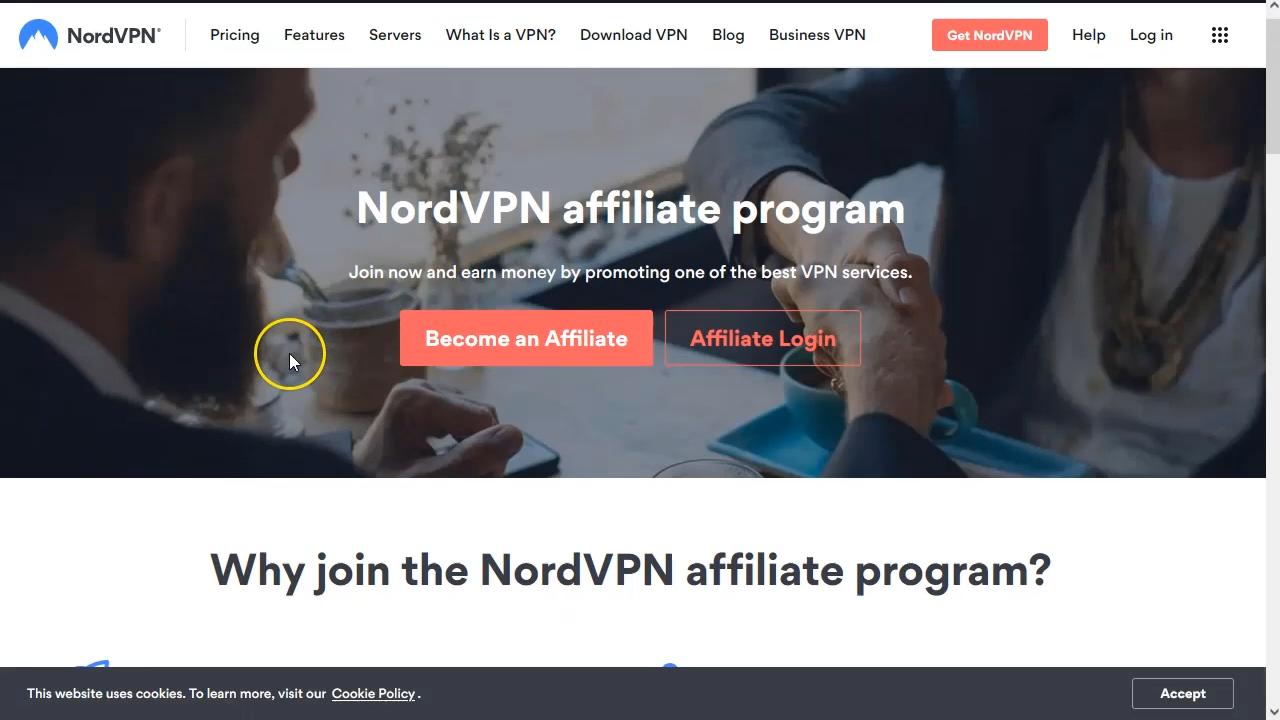 NordVPN®
Pricing
Features
Servers
What Is a VPN?
Download VPN
Blog
Business VPN
Get NordVPN
Help
Log in
NordVPN affiliate program
Join now and earn money by promoting one of the best VPN services.
Become an Affiliate
Affiliate Login
Why join the NordVPN affiliate program?
This website uses cookies. To learn more, visit our Cookie Policy.
Accept